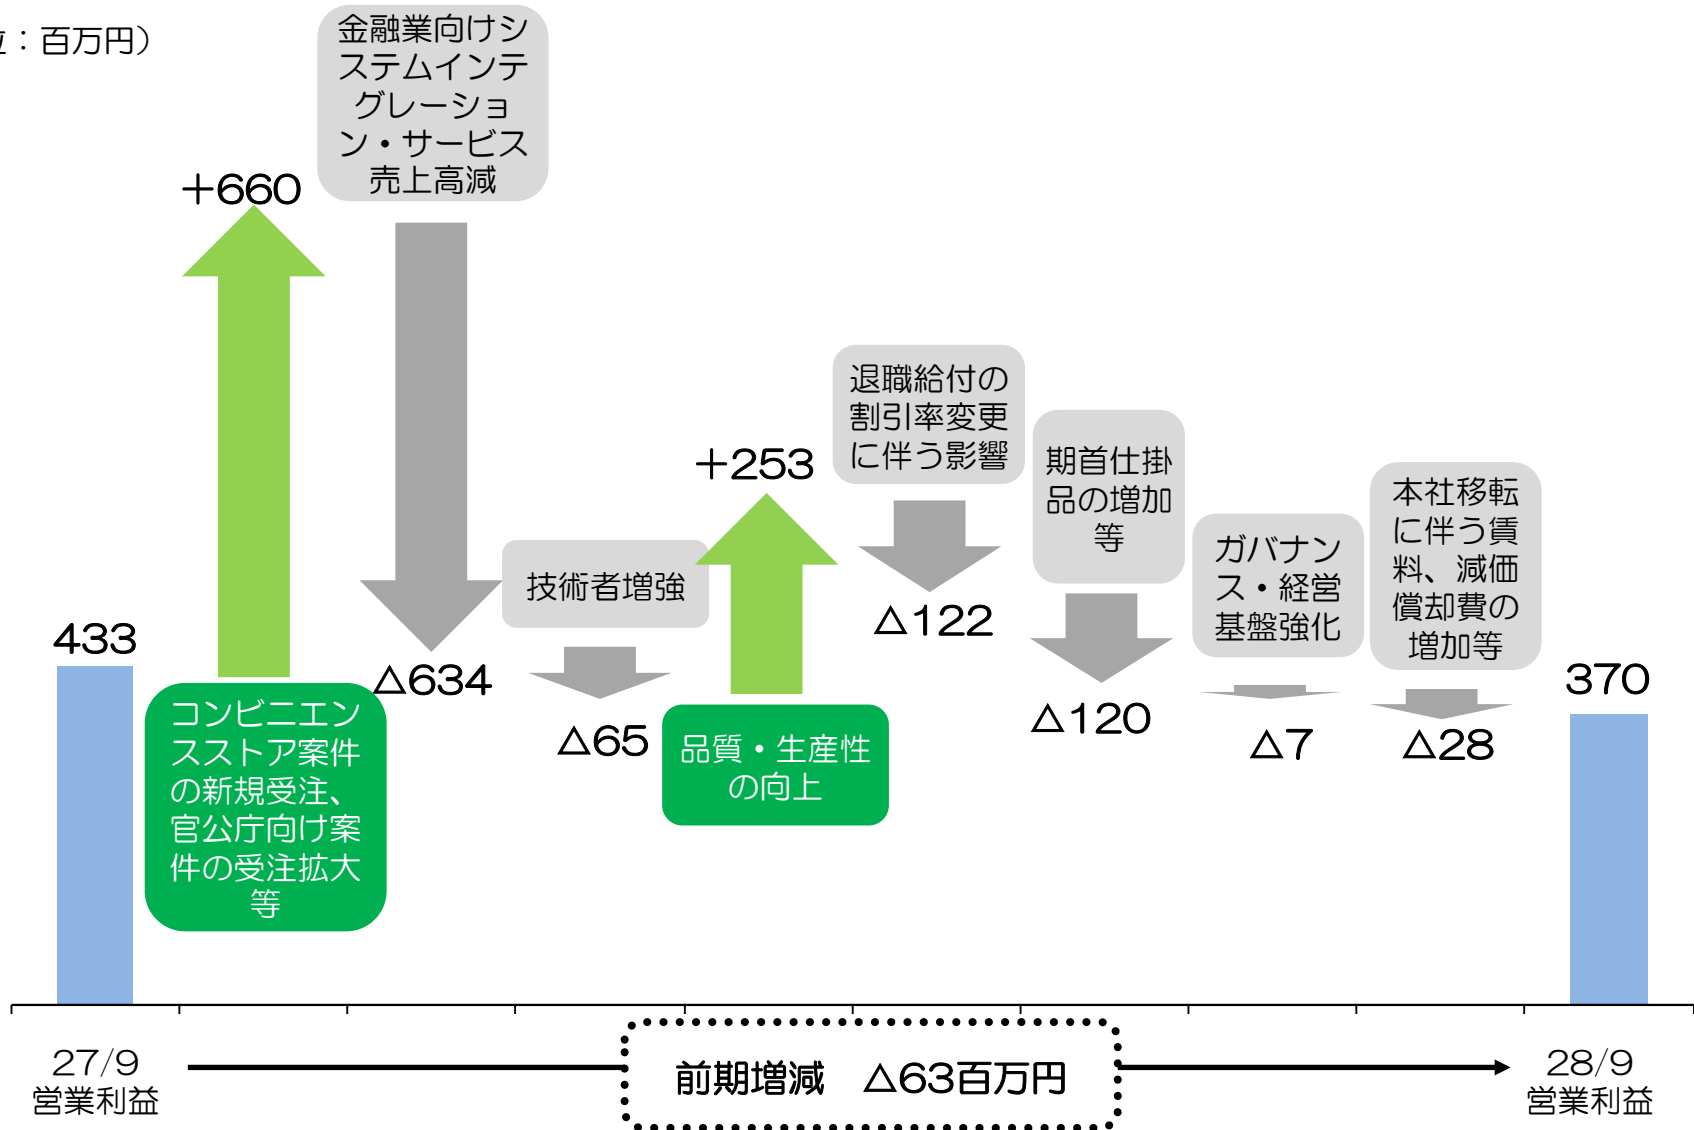 ：百万円）
金融業向けシ
ステムインテ
グレーショ
ン・サービス
売上高減
+660
△634
433
コンビニエン
スストア案件
の新規受注、
官公庁向け案
件の受注拡大
等
技術者増強
△65
+253
品質・生産性
の向上
退職給付の
割引率変更
に伴う影響
△122
期首仕掛
品の増加
等
△120
ガバナン
ス・経営
基盤強化
△7
本社移転
に伴う賃
料、減価
償却費の
増加等
△28
370
27/9
営業利益
前期増減　△63百万円
28/9
営業利益